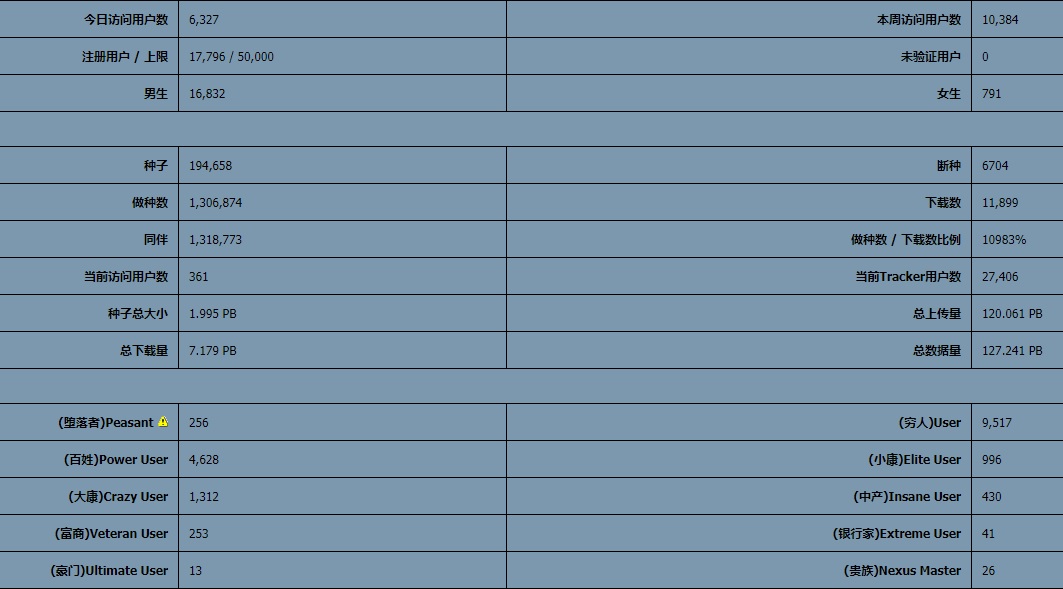 今日访问用户数 6,327 本周访问用户数 10,384
注册用户 / 上限 17,796 / 50,000 未验证用户 0
男生 16,832 女生 791
种子 194,658 断种 6704
做种数 1,306,874 下载数 11,899
同伴 1,318,773 做种数 / 下载数比例 10983%
当前访问用户数 361 当前Tracker用户数 27,406
种子总大小 1.995 PB 总上传量 120.061 PB
总下载量 7.179 PB 总数据量 127.241 PB
(堕落者)Peasant 256 (穷人)User 9,517
(百姓)Power User 4,628 (小康)Elite User 996
(大康)Crazy User 1,312 (中产)Insane User 430
(富商)Veteran User 253 (银行家)Extreme User 41
(豪门)Ultimate User 13 (贵族)Nexus Master 26